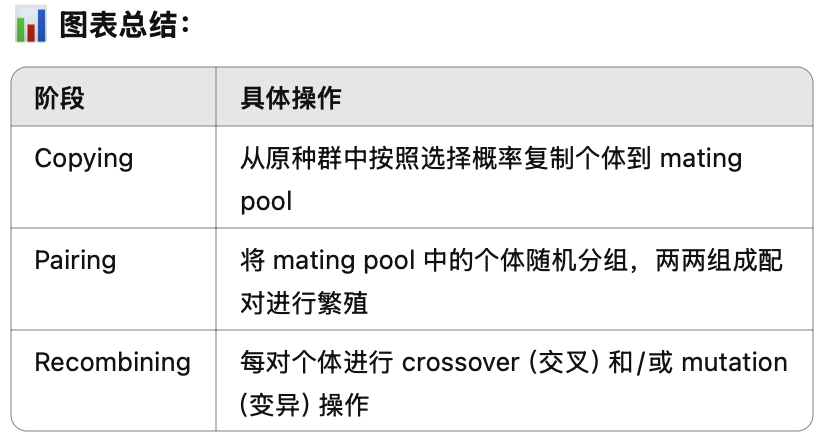 📊 图表总结：
阶段
具体操作
Copying
从原种群中按照选择概率复制个体到 mating
pool
Pairing
将 mating pool 中的个体随机分组，两两组成配
对进行繁殖
Recombining
每对个体进行 crossover（交叉）和/或 mutation
（变异）操作